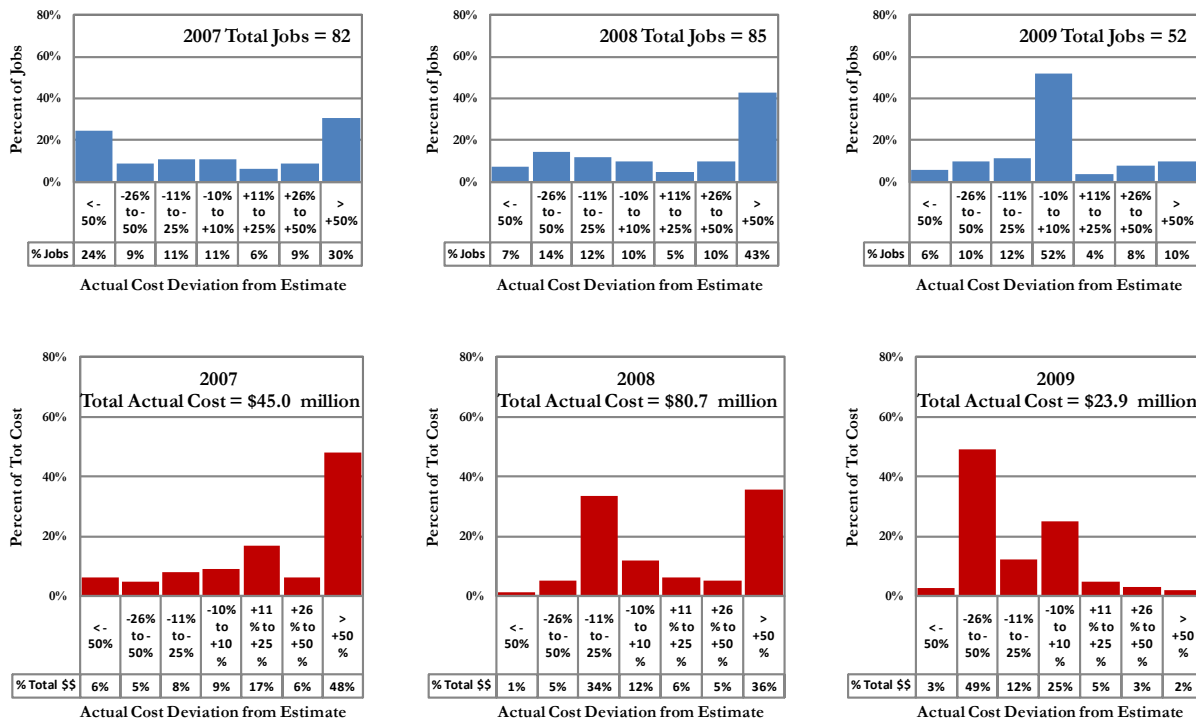 80%
60%
40%
20%
0%
Percent of Jobs
2007 Total Jobs = 82
< - 50%
-26% to - 50%
-11% to - 25%
-10% to +10%
+11% to +25%
+26% to +50%
> +50%
% Jobs 24% 9% 11% 11% 6% 9% 30%
Actual Cost Deviation from Estimate
80%
60%
40%
20%
0%
Percent of Jobs
2008 Total Jobs = 85
< - 50%
-26% to - 50%
-11% to - 25%
-10% to +10%
+11% to +25%
+26% to +50%
> +50%
% Jobs 7% 14% 12% 10% 5% 10% 43%
Actual Cost Deviation from Estimate
80%
60%
40%
20%
0%
Percent of Jobs
2009 Total Jobs = 52
< - 50%
-26% to - 50%
-11% to - 25%
-10% to +10%
+11% to +25%
+26% to +50%
> +50%
% Jobs 6% 10% 12% 52% 4% 8% 10%
Actual Cost Deviation from Estimate
80%
60%
40%
20%
0%
Percent of Tot Cost
2007
Total Actual Cost = $45.0 million
< - 50%
-26% to - 50%
-11% to - 25%
-10% to +10 %
+11 % to +25 %
+26 % to +50 %
> +50 %
% Total $$ 6% 5% 8% 9% 17% 6% 48%
Actual Cost Deviation from Estimate
80%
60%
40%
20%
0%
Percent of Tot Cost
2008
Total Actual Cost = $80.7 million
< - 50%
-26% to - 50%
-11% to - 25%
-10% to +10 %
+11 % to +25 %
+26 % to +50 %
> +50 %
% Total $$ 1% 5% 34% 12% 6% 5% 36%
Actual Cost Deviation from Estimate
80%
60%
40%
20%
0%
Percent of Tot Cost
2009
Total Actual Cost = $23.9 million
< - 50%
-26% to - 50%
-11% to - 25%
-10% to +10 %
+11 % to +25 %
+26 % to +50 %
> +50 %
% Total $$ 3% 49% 12% 25% 5% 3% 2%
Actual Cost Deviation from Estimate